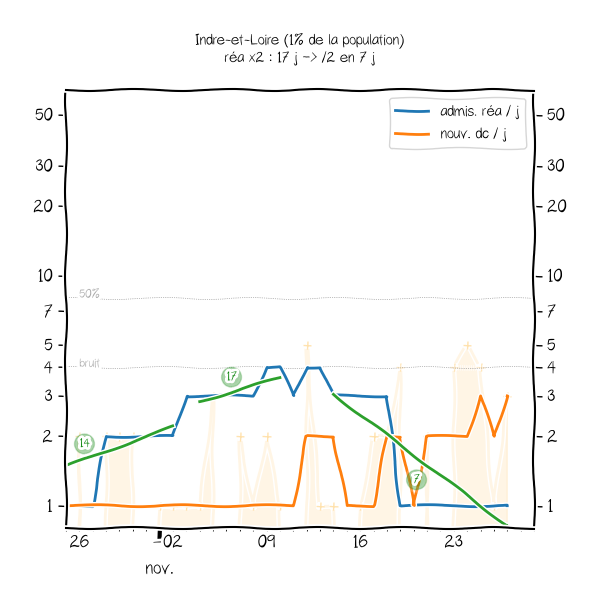 Indre-et-Loire (1% de la population)
réa x2 : 17 j -> /2 en 7 j
admis. réa / j
nouv. dc / j
50 50
30 30
20 20
10 10
50%
7 7
5 5
bruit
4 4
17
3 3
14
2 2
7
1 1
26 02 09 16 23
nov.